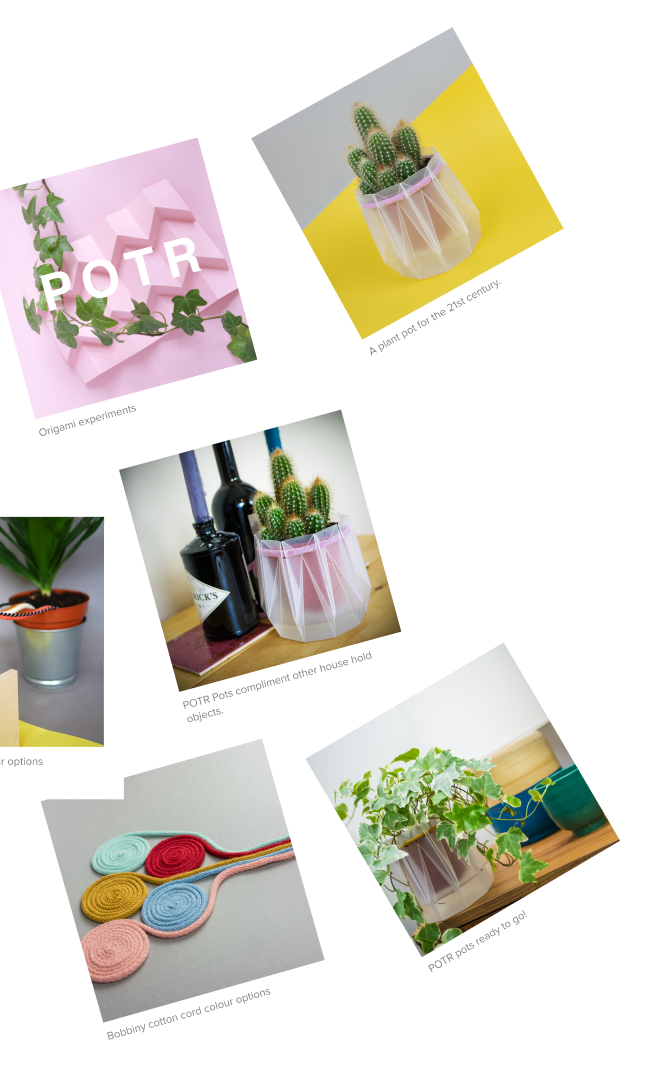 A plant pot for the 21st century.
POTR
Origami experiments
RICK'S
POTR Pots compliment other house hold
objects.
r options
POTR pots ready to go!
Bobbiny cotton cord colour options